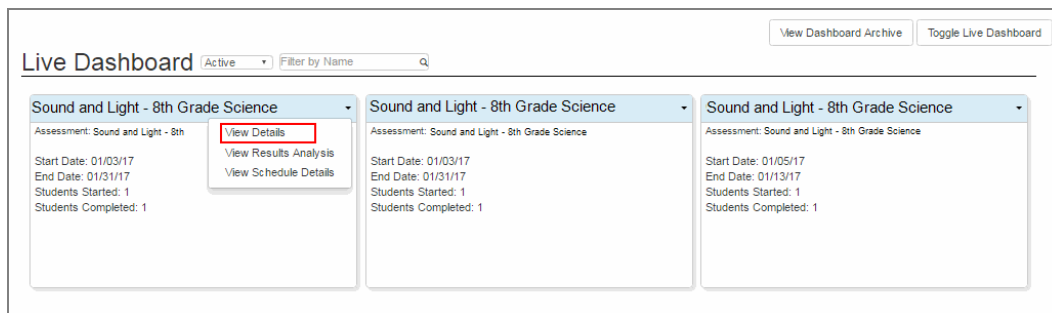 View Dashboard Archive
Toggle Live Dashboard
Live Dashboard
Active
Filter by Name
Sound and Light - 8th Grade Science
Assessment: Sound and Light - 8th
View Details
View Results Analysis
View Schedule Details
Start Date: 01/03/17
End Date: 01/31/17
Students Started: 1
Students Completed: 1
Sound and Light - 8th Grade Science
Assessment: Sound and Light - 8th Grade Science
Start Date: 01/03/17
End Date: 01/31/17
Students Started: 1
Students Completed: 1
Sound and Light - 8th Grade Science
Assessment: Sound and Light - 8th Grade Science
Start Date: 01/05/17
End Date: 01/13/17
Students Started: 1
Students Completed: 1